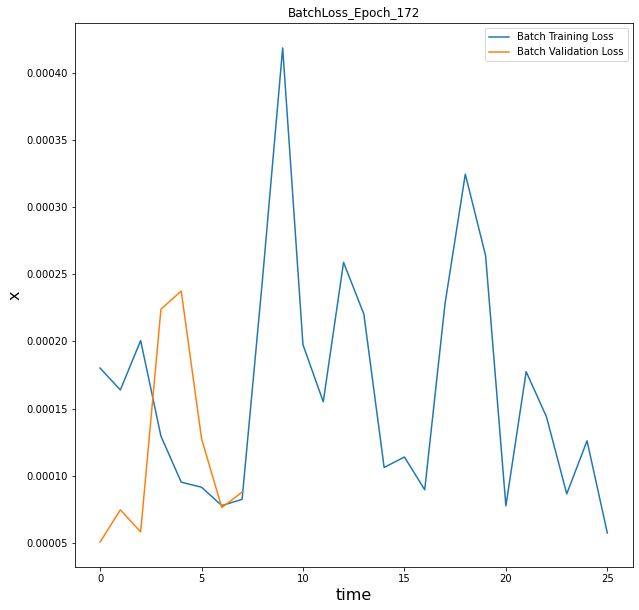 BatchLoss_Epoch_172
Batch Training Loss
Batch Validation Loss
0.00040
0.00035
0.00030
0.00025
0.00020
0.00015
0.00010
0.00005
x
0 5 10 15 20 25
time